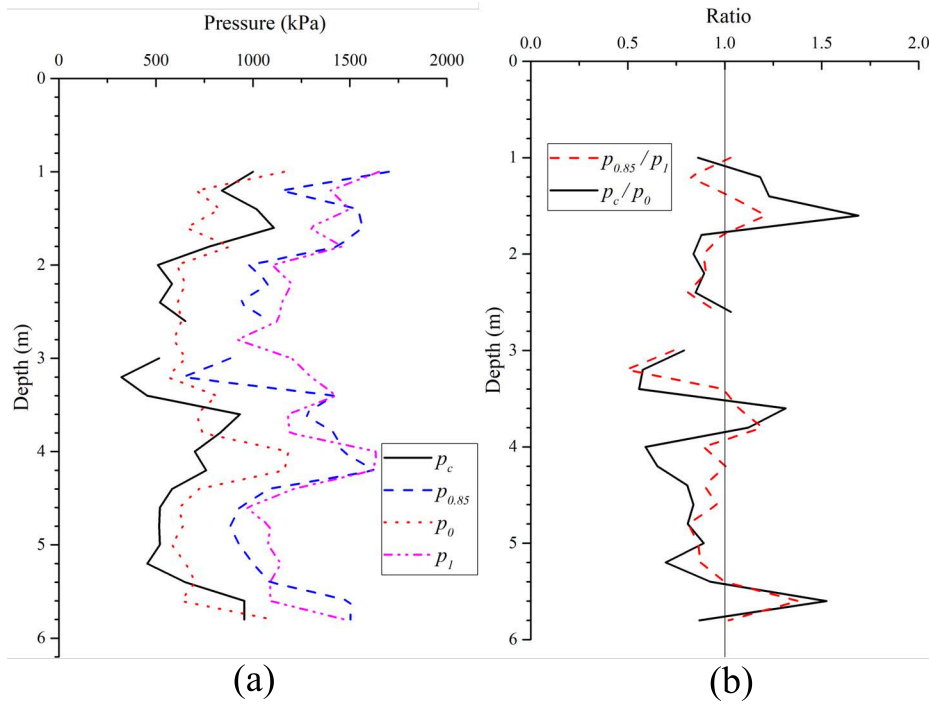 Pressure (kPa)
0 500 1000 1500 2000
0
1
2
3
4
5
6
Depth (m)
p_c
p_0.85
p_0
p_1
(a)
Ratio
0.0 0.5 1.0 1.5 2.0
0
1
2
3
4
5
6
Depth (m)
p_0.85 / p_1
p_c / p_0
(b)